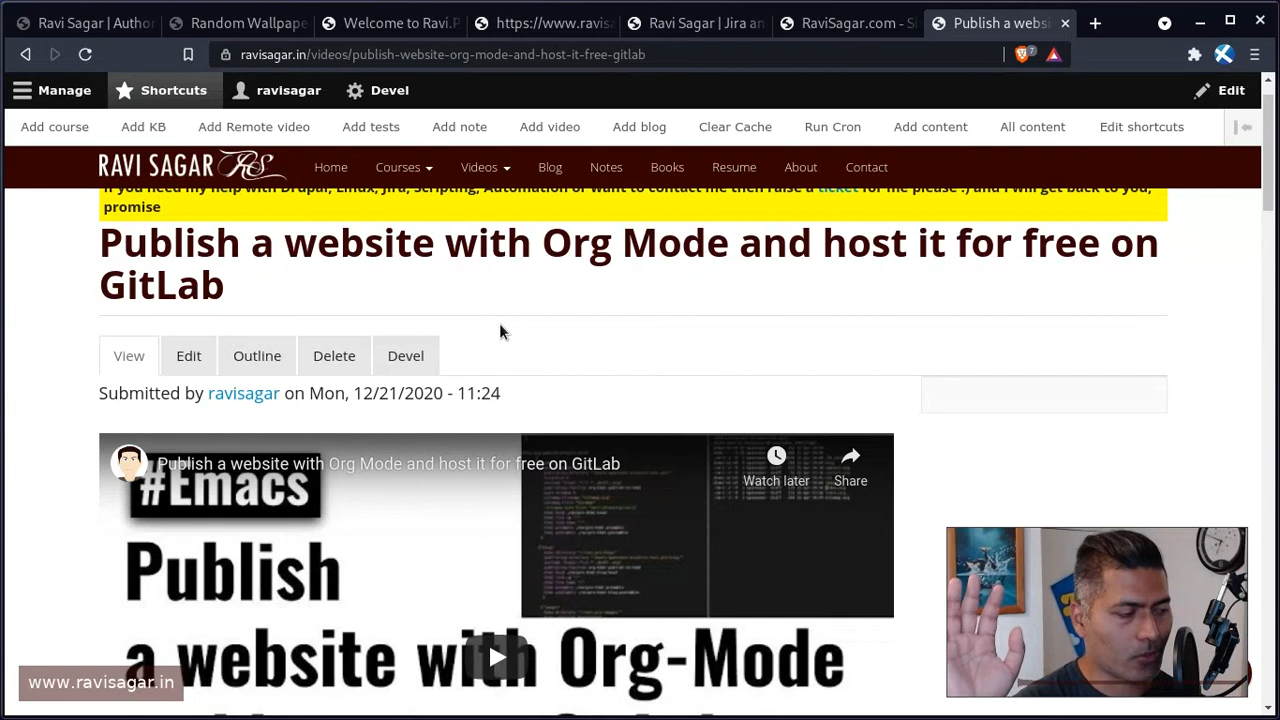 Ravi Sagar | Author
Random Wallpape
Welcome to Ravi.P
https://www.ravisa
Ravi Sagar | Jira an
RaviSagar.com - S
Publish a websi
ravisagar.in/videos/publish-website-org-mode-and-host-it-free-gitlab
7
Manage
Shortcuts
ravisagar
Devel
Edit
Add course
Add KB
Add Remote video
Add tests
Add note
Add video
Add blog
Clear Cache
Run Cron
Add content
All content
Edit shortcuts
RAVI SAGAR RS
Home
Courses
Videos
Blog
Notes
Books
Resume
About
Contact
If you need my help with Drupal, Linux, Jira, Scripting, Automation or want to contact me then raise a ticket for me please :) and I will get back to you,
promise
Publish a website with Org Mode and host it for free on
GitLab
View
Edit
Outline
Delete
Devel
Submitted by ravisagar on Mon, 12/21/2020 - 11:24
Publish a website with Org Mode and host it for free on GitLab
Watch later
Share
#Emacs
Publish
a website with Org-Mode
www.ravisagar.in